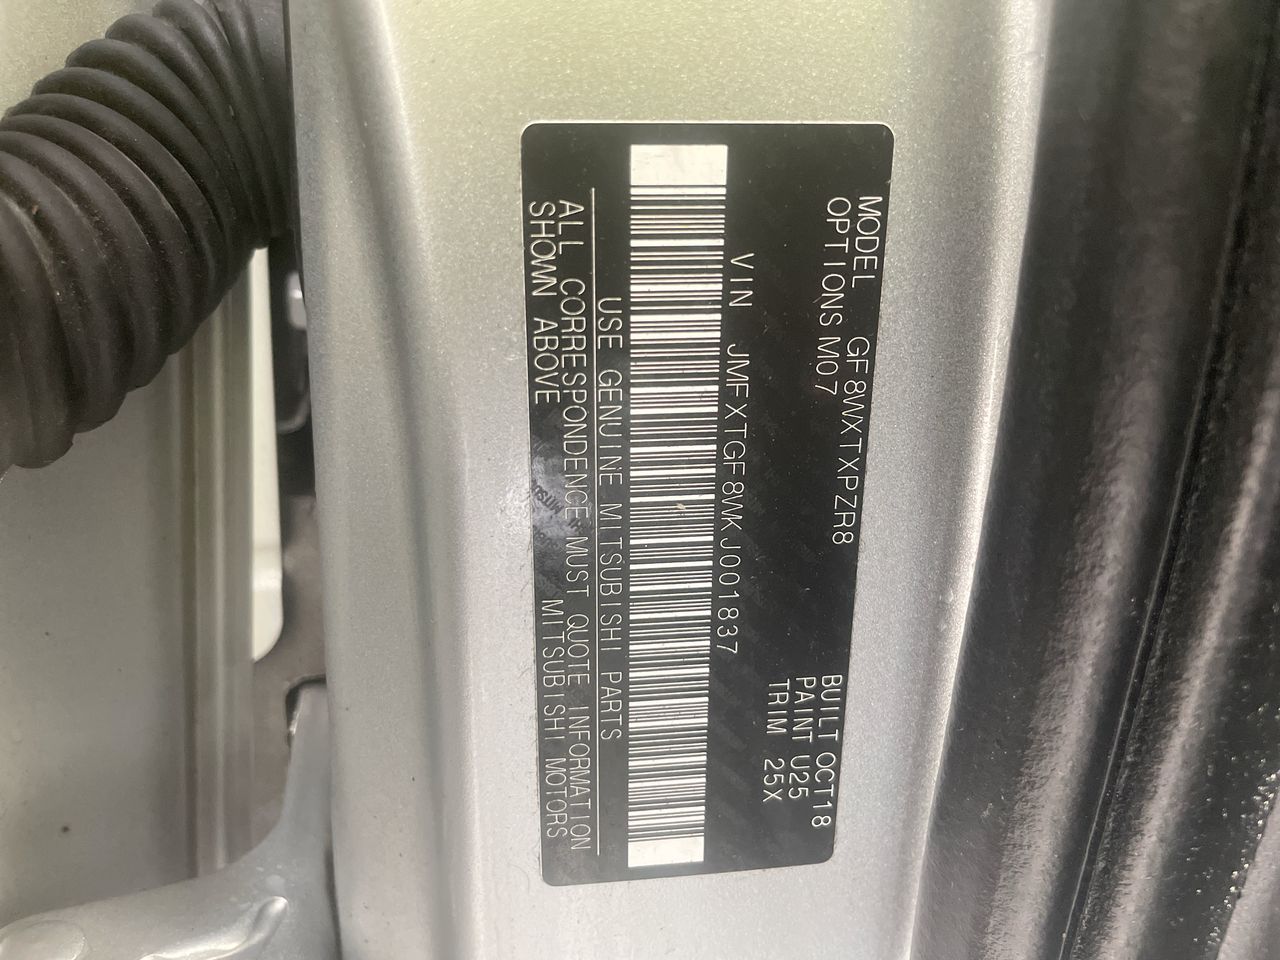 MODEL GF8WXTXPZR8
OPTIONS M07
BUILT OCT18
PAINT U25
TRIM 25X
VIN JMFXTGF8WKJ001837
USE GENUINE MITSUBISHI PARTS
ALL CORRESPONDENCE MUST QUOTE INFORMATION
SHOWN ABOVE MITSUBISHI MOTORS